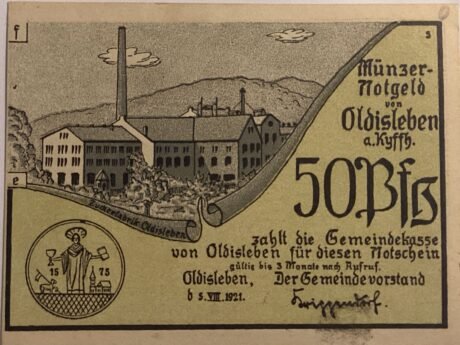 f
s
Münzer-
Notgeld
von
Oldisleben
a. Kyffh.
e
50 Pfg
Zuckerfabrik Oldisleben
zahlt die Gemeindekasse
von Oldisleben für diesen Notschein
gültig bis 3 Monate nach Aufruf.
Oldisleben, Der Gemeindevorstand
d 5. VIII. 1921.
Krippendorf.
15 75